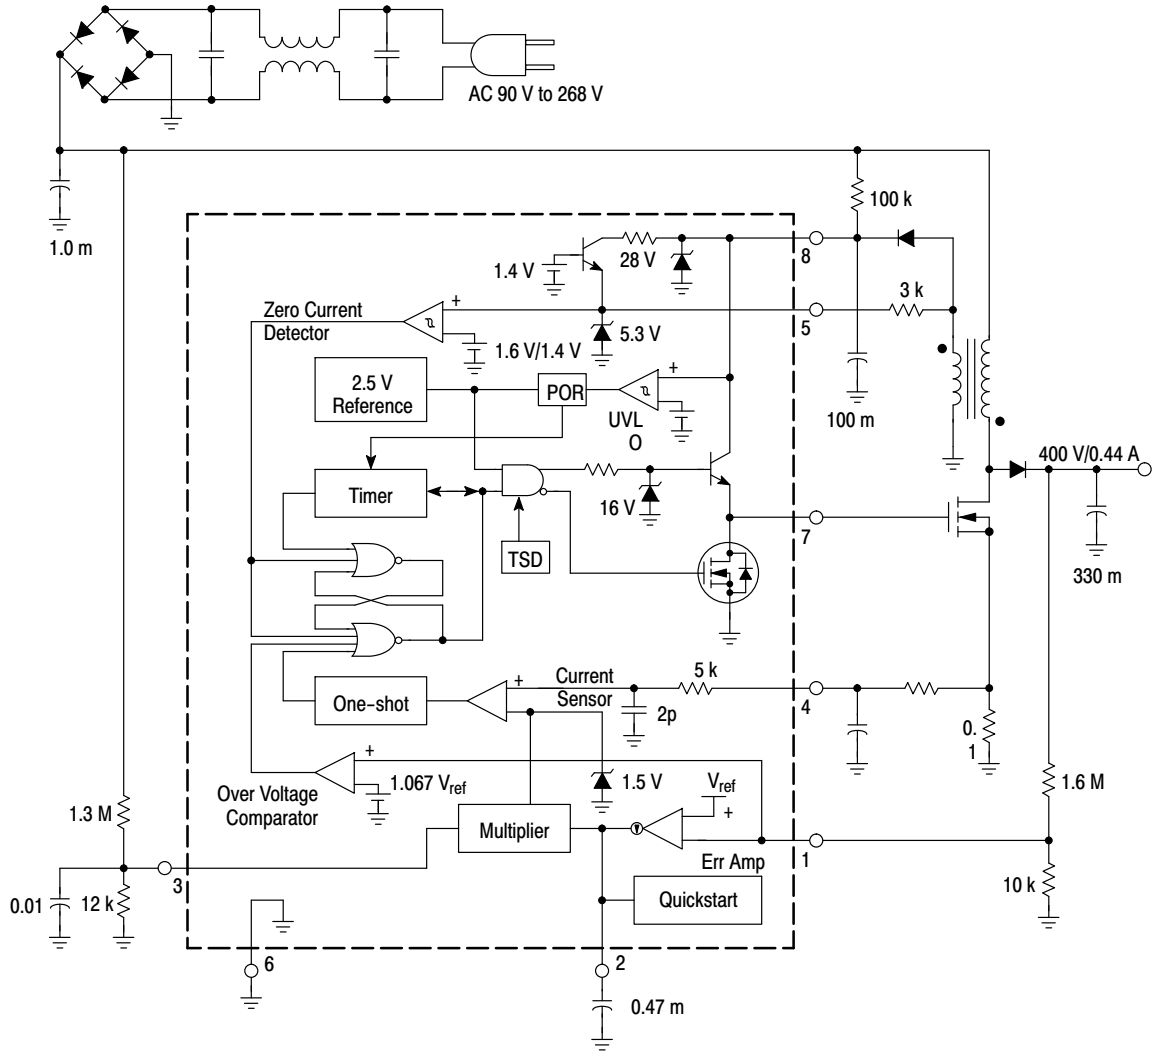 AC 90 V to 268 V
1.0 m
100 k
8
1.4 V
28 V
3 k
5
Zero Current
Detector
+
5.3 V
1.6 V/1.4 V
2.5 V
Reference
POR
+
UVL
O
100 m
400 V/0.44 A
Timer
16 V
7
TSD
330 m
5 k
Current
Sensor
+
One-shot
2p
4
0.
1
+
1.067 Vref
1.5 V
Over Voltage
Comparator
Vref
+
1.6 M
1.3 M
Multiplier
Err Amp
1
3
0.01
12 k
Quickstart
10 k
6
2
0.47 m